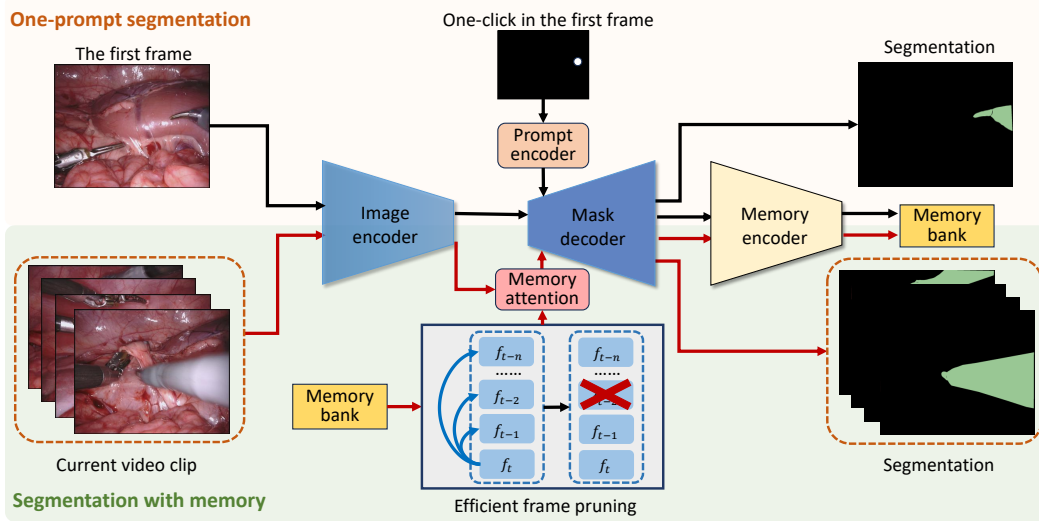 One-prompt segmentation
One-click in the first frame
The first frame
Segmentation
Prompt
encoder
Image
encoder
Mask
decoder
Memory
encoder
Memory
bank
Memory
attention
Memory
bank
f_{t-n}
......
f_{t-2}
f_{t-1}
f_t
f_{t-n}
......
f_{t-1}
f_t
Current video clip
Segmentation
Efficient frame pruning
Segmentation with memory